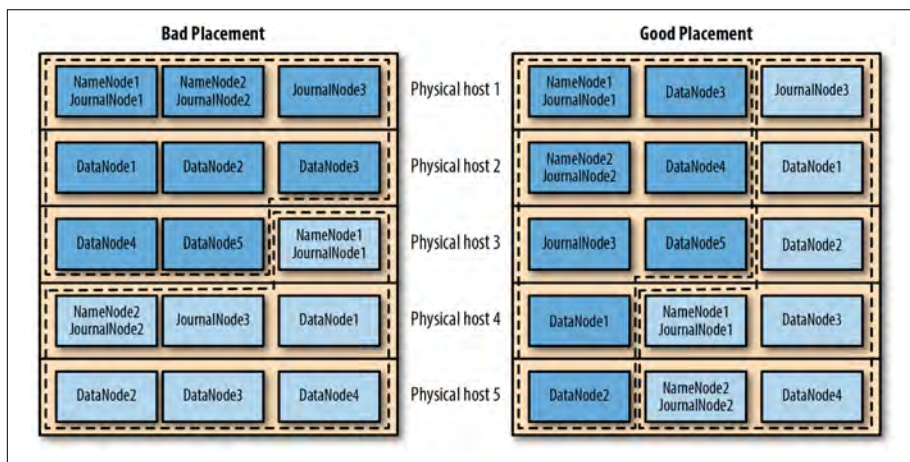 Bad Placement
Good Placement
NameNode1
JournalNode1
NameNode2
JournalNode2
JournalNode3
Physical host 1
NameNode1
JournalNode1
DataNode3
JournalNode3
DataNode1
DataNode2
DataNode3
Physical host 2
NameNode2
JournalNode2
DataNode4
DataNode1
DataNode4
DataNode5
NameNode1
JournalNode1
Physical host 3
JournalNode3
DataNode5
DataNode2
NameNode2
JournalNode2
JournalNode3
DataNode1
Physical host 4
DataNode1
NameNode1
JournalNode1
DataNode3
DataNode2
DataNode3
DataNode4
Physical host 5
DataNode2
NameNode2
JournalNode2
DataNode4